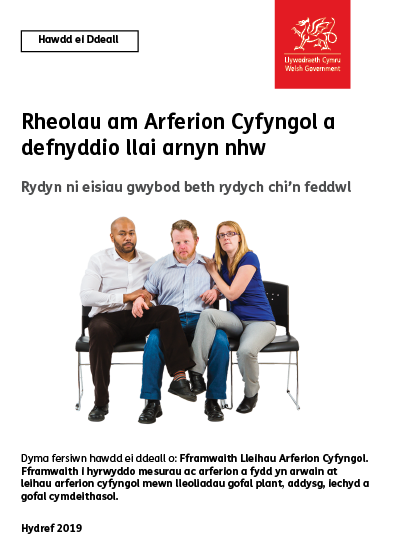 Hawdd ei Ddeall
Llywodraeth Cymru
Welsh Government
Rheolau am Arferion Cyfyngol a
defnyddio llai arnyn nhw
Rydyn ni eisiau gwybod beth rydych chi’n feddwl
Dyma fersiwn hawdd ei ddeall o: Fframwaith Lleihau Arferion Cyfyngol.
Fframwaith i hyrwyddo mesurau ac arferion a fydd yn arwain at
leihau arferion cyfyngol mewn lleoliadau gofal plant, addysg, iechyd a
gofal cymdeithasol.
Hydref 2019